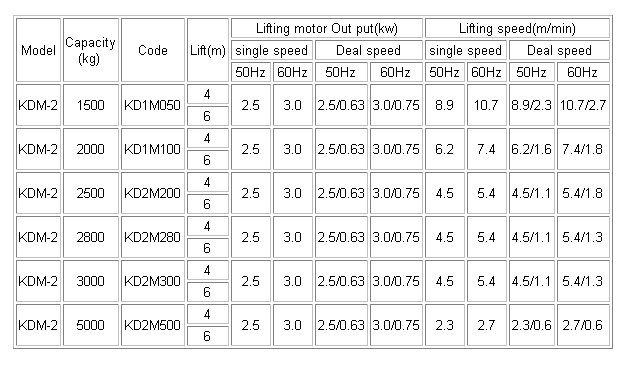 Model Capacity (kg) Code Lift(m) Lifting motor Out put(kw) Lifting speed(m/min)
single speed Deal speed single speed Deal speed
50Hz 60Hz 50Hz 60Hz 50Hz 60Hz 50Hz 60Hz
KDM-2 1500 KD1M050 4 2.5 3.0 2.5/0.63 3.0/0.75 8.9 10.7 8.9/2.3 10.7/2.7
6
KDM-2 2000 KD1M100 4 2.5 3.0 2.5/0.63 3.0/0.75 6.2 7.4 6.2/1.6 7.4/1.8
6
KDM-2 2500 KD2M200 4 2.5 3.0 2.5/0.63 3.0/0.75 4.5 5.4 4.5/1.1 5.4/1.8
6
KDM-2 2800 KD2M280 4 2.5 3.0 2.5/0.63 3.0/0.75 4.5 5.4 4.5/1.1 5.4/1.3
6
KDM-2 3000 KD2M300 4 2.5 3.0 2.5/0.63 3.0/0.75 4.5 5.4 4.5/1.1 5.4/1.3
6
KDM-2 5000 KD2M500 4 2.5 3.0 2.5/0.63 3.0/0.75 2.3 2.7 2.3/0.6 2.7/0.6
6